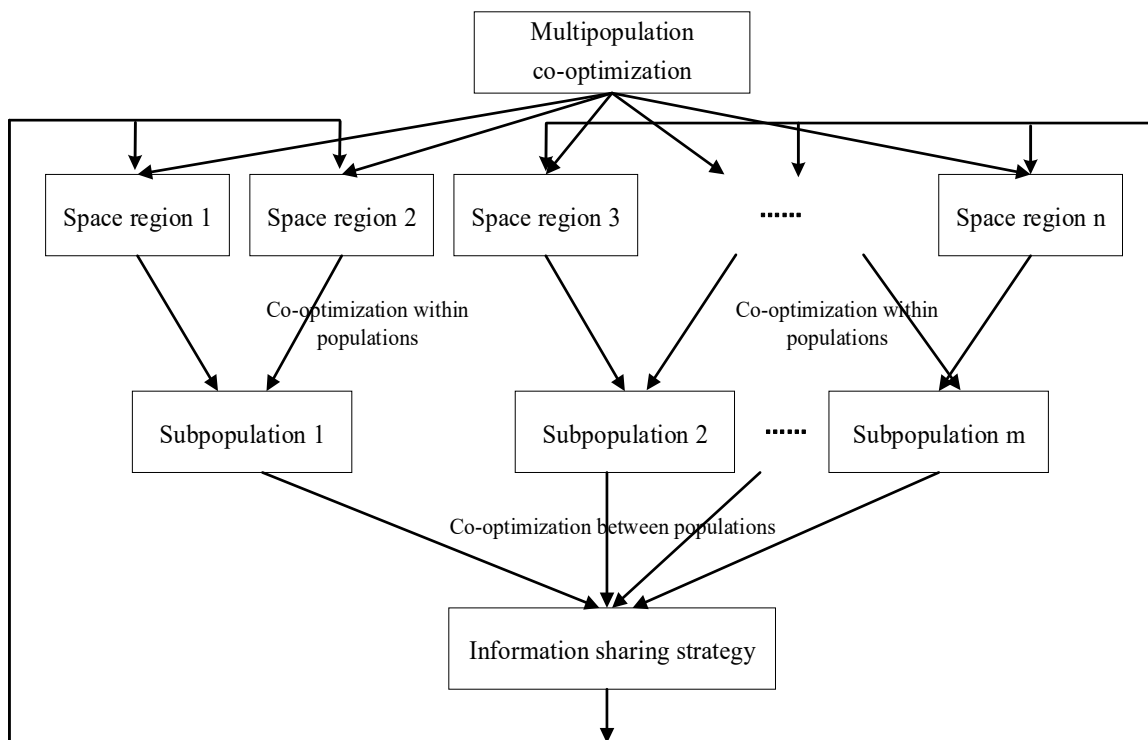 Multipopulation
co-optimization
Space region 1
Space region 2
Space region 3
......
Space region n
Co-optimization within
populations
Co-optimization within
populations
Subpopulation 1
Subpopulation 2
......
Subpopulation m
Co-optimization between populations
Information sharing strategy